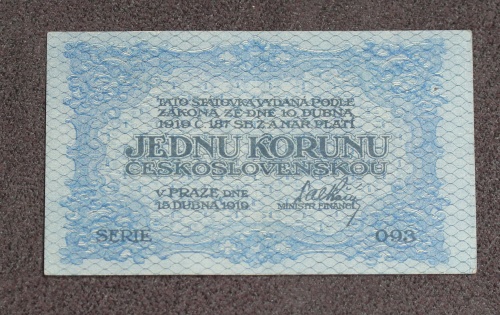 TATO STÁTOVKA VYDANÁ PODLE
ZÁKONA ZE DNE 10. DUBNA
1919 Č. 187 SB. Z. A NAŘ. PLATÍ
JEDNU KORUNU
ČESKOSLOVENSKOU
V PRAZE DNE
15 DUBNA 1919
MINISTR FINANCÍ
SERIE 093